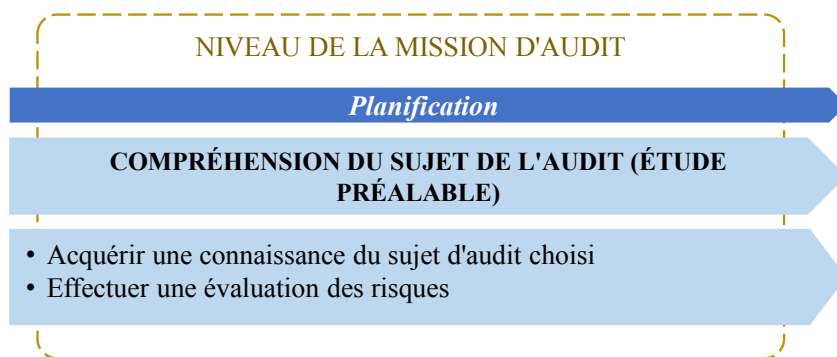 NIVEAU DE LA MISSION D'AUDIT
Planification
COMPRÉHENSION DU SUJET DE L'AUDIT (ÉTUDE
PRÉALABLE)
• Acquérir une connaissance du sujet d'audit choisi
• Effectuer une évaluation des risques